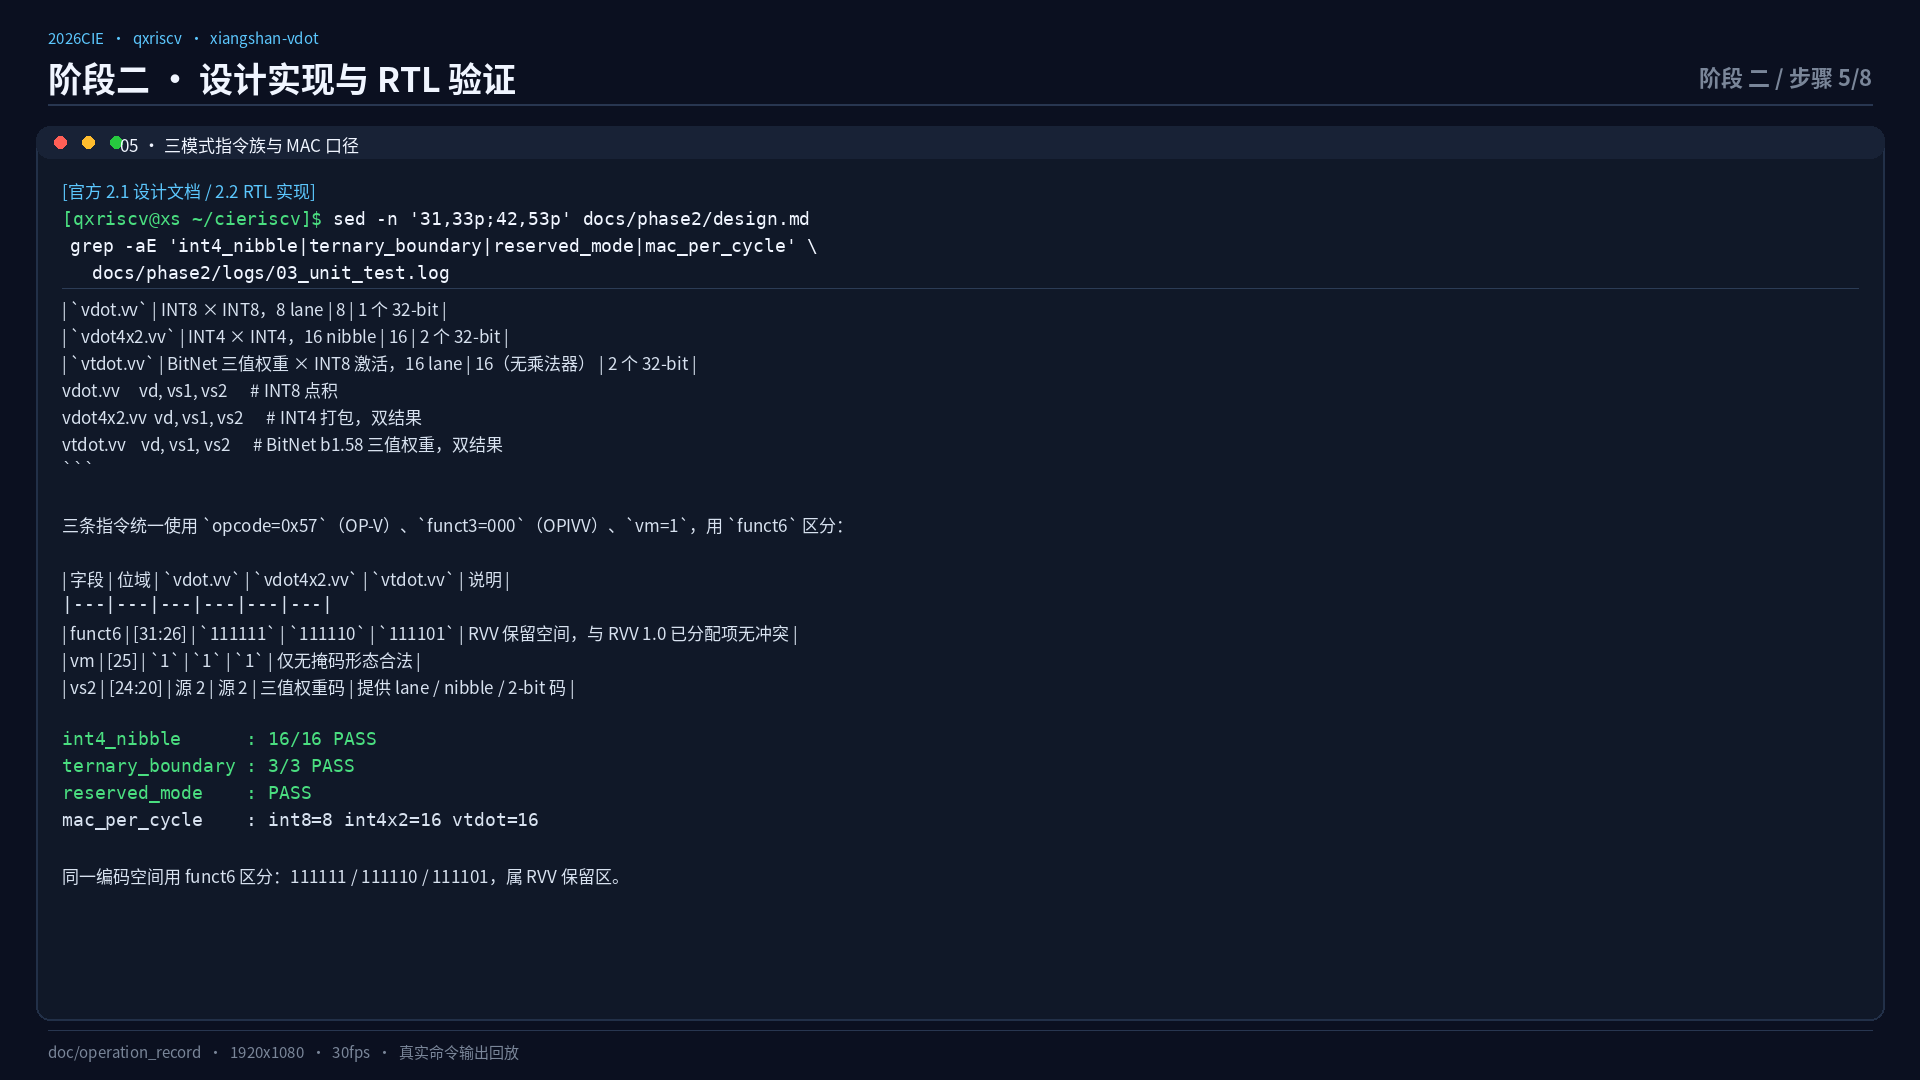 2026CIE · qxriscv · xiangshan-vdot
阶段二 · 设计实现与 RTL 验证
阶段 二 / 步骤 5/8
05 · 三模式指令族与 MAC 口径
[官方 2.1 设计文档 / 2.2 RTL 实现]
[qxriscv@xs ~/cieriscv]$ sed -n '31,33p;42,53p' docs/phase2/design.md
grep -aE 'int4_nibble|ternary_boundary|reserved_mode|mac_per_cycle' \
docs/phase2/logs/03_unit_test.log
| `vdot.vv` | INT8 × INT8，8 lane | 8 | 1 个 32-bit |
| `vdot4x2.vv` | INT4 × INT4，16 nibble | 16 | 2 个 32-bit |
| `vtdot.vv` | BitNet 三值权重 × INT8 激活，16 lane | 16（无乘法器） | 2 个 32-bit |
vdot.vv     vd, vs1, vs2     # INT8 点积
vdot4x2.vv  vd, vs1, vs2     # INT4 打包，双结果
vtdot.vv    vd, vs1, vs2     # BitNet b1.58 三值权重，双结果
```
三条指令统一使用 `opcode=0x57`（OP-V）、`funct3=000`（OPIVV）、`vm=1`，用 `funct6` 区分：
| 字段 | 位域 | `vdot.vv` | `vdot4x2.vv` | `vtdot.vv` | 说明 |
|---|---|---|---|---|---|
| funct6 | [31:26] | `111111` | `111110` | `111101` | RVV 保留空间，与 RVV 1.0 已分配项无冲突 |
| vm | [25] | `1` | `1` | `1` | 仅无掩码形态合法 |
| vs2 | [24:20] | 源 2 | 源 2 | 三值权重码 | 提供 lane / nibble / 2-bit 码 |
int4_nibble      : 16/16 PASS
ternary_boundary : 3/3 PASS
reserved_mode    : PASS
mac_per_cycle    : int8=8 int4x2=16 vtdot=16
同一编码空间用 funct6 区分：111111 / 111110 / 111101，属 RVV 保留区。
doc/operation_record · 1920x1080 · 30fps · 真实命令输出回放